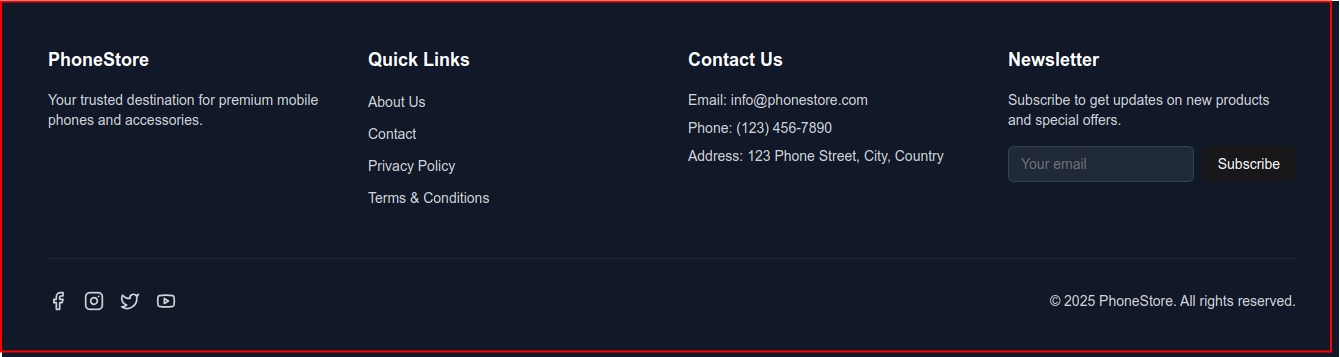 PhoneStore
Your trusted destination for premium mobile
phones and accessories.
Quick Links
About Us
Contact
Privacy Policy
Terms & Conditions
Contact Us
Email: info@phonestore.com
Phone: (123) 456-7890
Address: 123 Phone Street, City, Country
Newsletter
Subscribe to get updates on new products
and special offers.
Your email
Subscribe
© 2025 PhoneStore. All rights reserved.